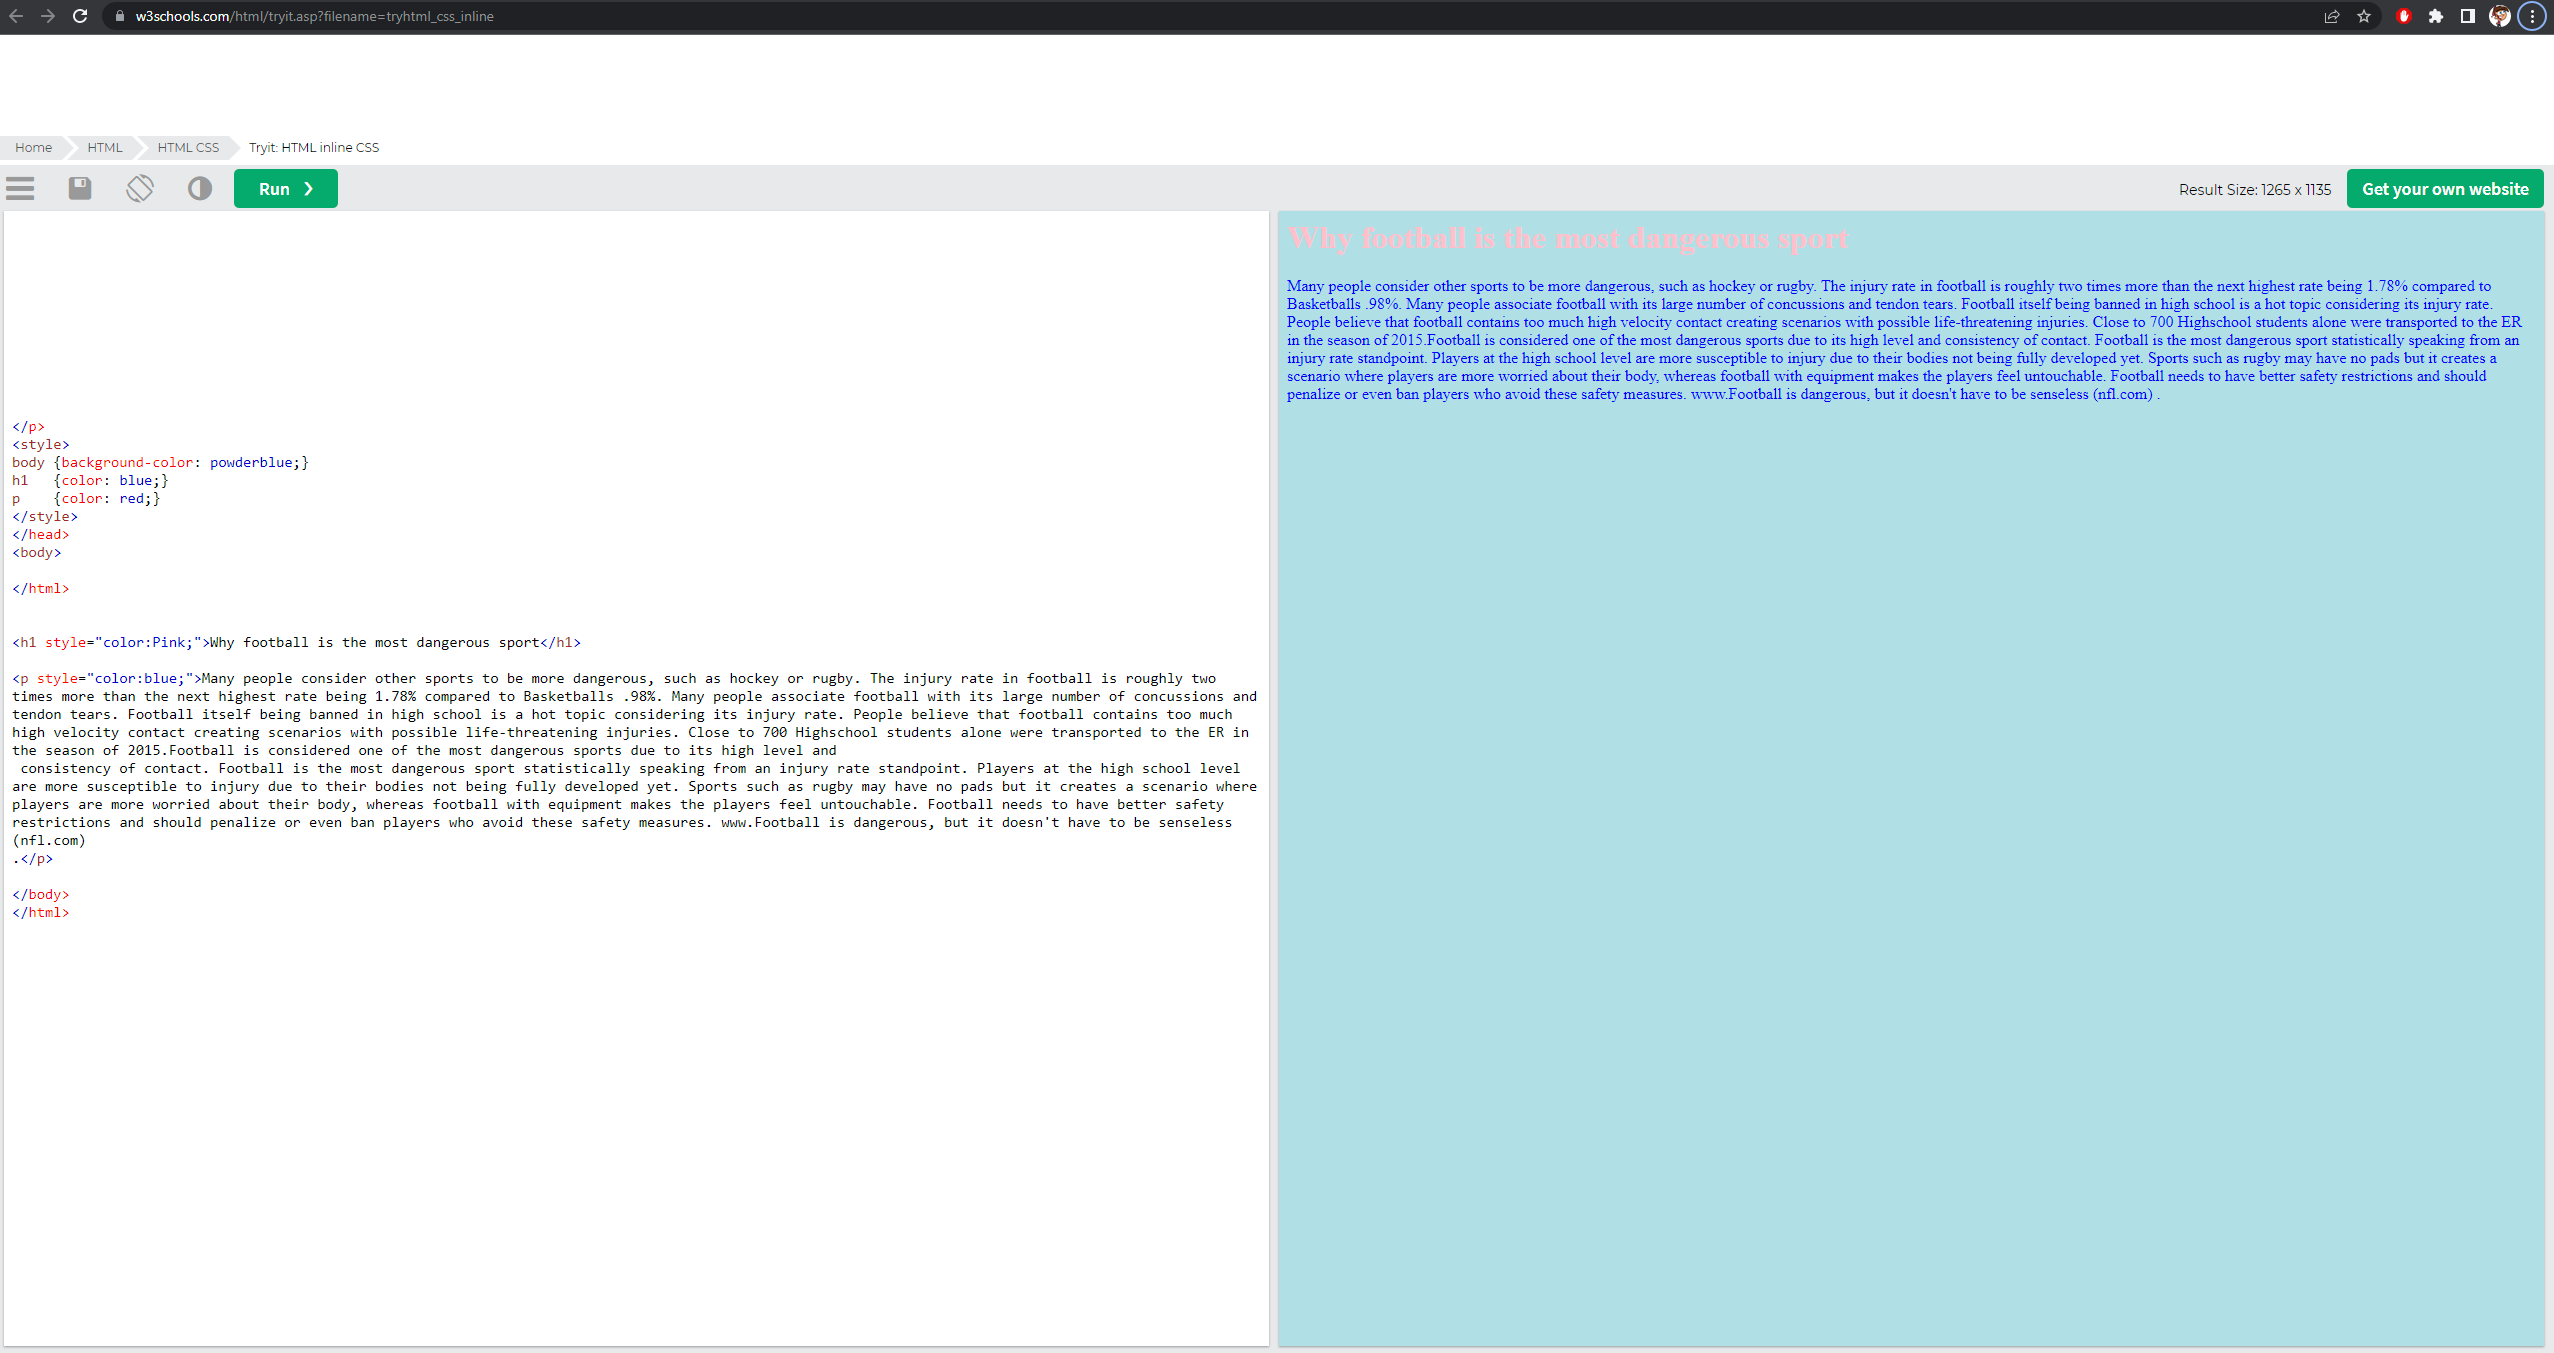 w3schools.com/html/tryit.asp?filename=tryhtml_css_inline
Home HTML HTML CSS Tryit: HTML inline CSS
Run ❯
Result Size: 1265 x 1135
Get your own website
</p>
<style>
body {background-color: powderblue;}
h1   {color: blue;}
p    {color: red;}
</style>
</head>
<body>
</html>
<h1 style="color:Pink;">Why football is the most dangerous sport</h1>
<p style="color:blue;">Many people consider other sports to be more dangerous, such as hockey or rugby. The injury rate in football is roughly two
times more than the next highest rate being 1.78% compared to Basketballs .98%. Many people associate football with its large number of concussions and
tendon tears. Football itself being banned in high school is a hot topic considering its injury rate. People believe that football contains too much
high velocity contact creating scenarios with possible life-threatening injuries. Close to 700 Highschool students alone were transported to the ER in
the season of 2015.Football is considered one of the most dangerous sports due to its high level and
consistency of contact. Football is the most dangerous sport statistically speaking from an injury rate standpoint. Players at the high school level
are more susceptible to injury due to their bodies not being fully developed yet. Sports such as rugby may have no pads but it creates a scenario where
players are more worried about their body, whereas football with equipment makes the players feel untouchable. Football needs to have better safety
restrictions and should penalize or even ban players who avoid these safety measures. www.Football is dangerous, but it doesn't have to be senseless
(nfl.com)
.</p>
</body>
</html>
Why football is the most dangerous sport
Many people consider other sports to be more dangerous, such as hockey or rugby. The injury rate in football is roughly two times more than the next highest rate being 1.78% compared to
Basketballs .98%. Many people associate football with its large number of concussions and tendon tears. Football itself being banned in high school is a hot topic considering its injury rate.
People believe that football contains too much high velocity contact creating scenarios with possible life-threatening injuries. Close to 700 Highschool students alone were transported to the ER
in the season of 2015.Football is considered one of the most dangerous sports due to its high level and consistency of contact. Football is the most dangerous sport statistically speaking from an
injury rate standpoint. Players at the high school level are more susceptible to injury due to their bodies not being fully developed yet. Sports such as rugby may have no pads but it creates a
scenario where players are more worried about their body, whereas football with equipment makes the players feel untouchable. Football needs to have better safety restrictions and should
penalize or even ban players who avoid these safety measures. www.Football is dangerous, but it doesn't have to be senseless (nfl.com) .